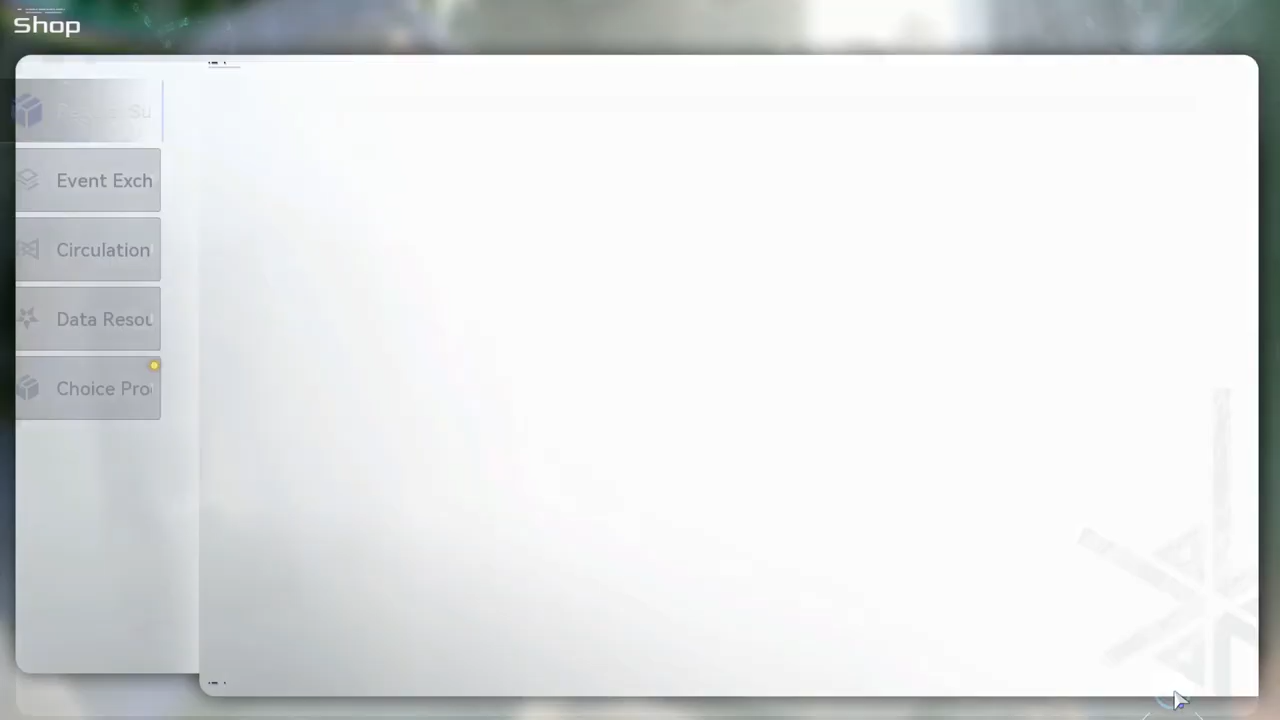 Shop
Event Exch
Circulation
Data Resou
Choice Pro